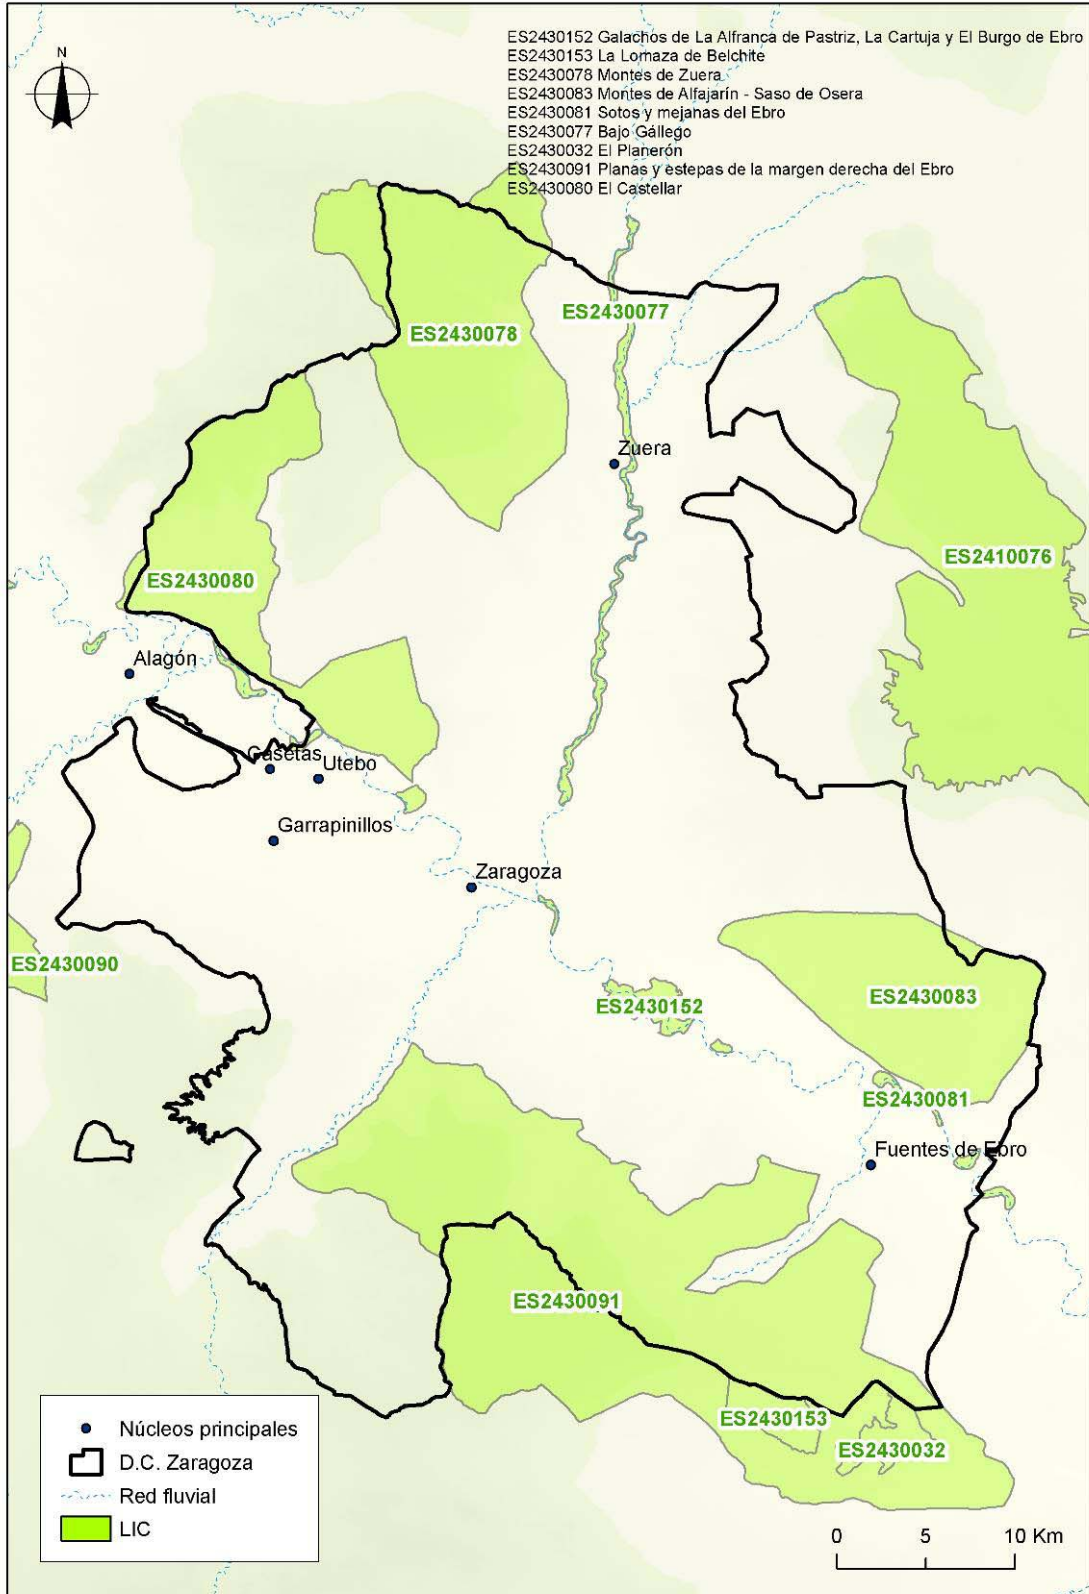 ES2430152 Galachos de La Alfranca de Pastriz, La Cartuja y El Burgo de Ebro
ES2430153 La Lomaza de Belchite
ES2430078 Montes de Zuera
ES2430083 Montes de Alfajarín - Saso de Osera
ES2430081 Sotos y mejanas del Ebro
ES2430077 Bajo Gállego
ES2430032 El Planerón
ES2430091 Planas y estepas de la margen derecha del Ebro
ES2430080 El Castellar
N
ES2430077
ES2430078
Zuera
ES2410076
ES2430080
Alagón
Casetas
Utebo
Garrapinillos
Zaragoza
ES2430090
ES2430083
ES2430152
ES2430081
Fuentes de Ebro
ES2430091
ES2430153
ES2430032
Núcleos principales
D.C. Zaragoza
Red fluvial
LIC
0 5 10 Km